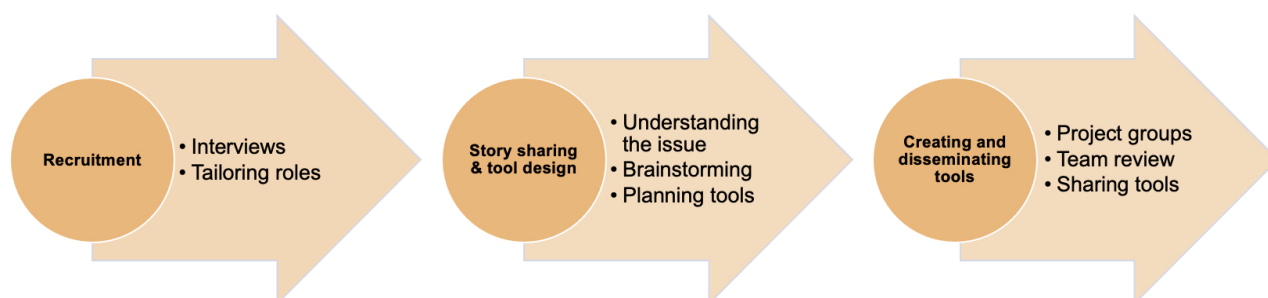 Recruitment
• Interviews
• Tailoring roles
Story sharing
& tool design
• Understanding
the issue
• Brainstorming
• Planning tools
Creating and
disseminating
tools
• Project groups
• Team review
• Sharing tools